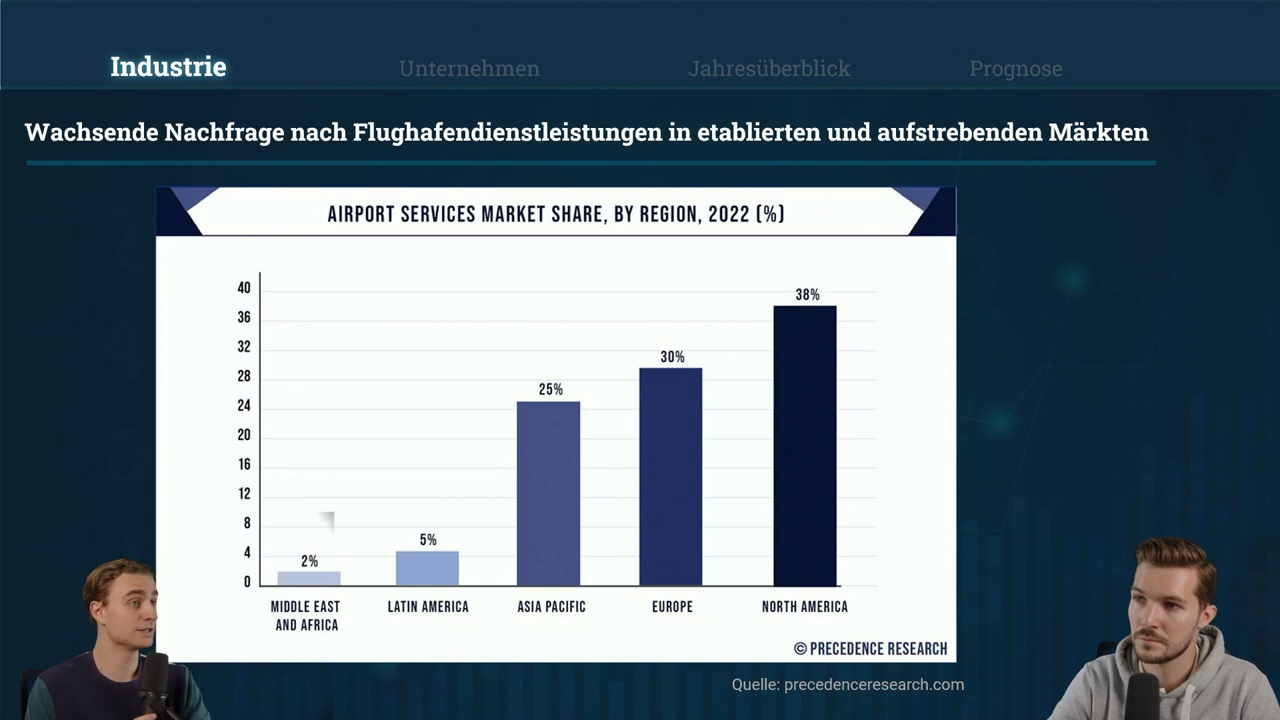 Industrie Unternehmen Jahresüberblick Prognose
Wachsende Nachfrage nach Flughafendienstleistungen in etablierten und aufstrebenden Märkten
AIRPORT SERVICES MARKET SHARE, BY REGION, 2022 (%)
40
36
32
28
24
20
16
12
8
4
0
2%
5%
25%
30%
38%
MIDDLE EAST
AND AFRICA
LATIN AMERICA
ASIA PACIFIC
EUROPE
NORTH AMERICA
© PRECEDENCE RESEARCH
Quelle: precedenceresearch.com